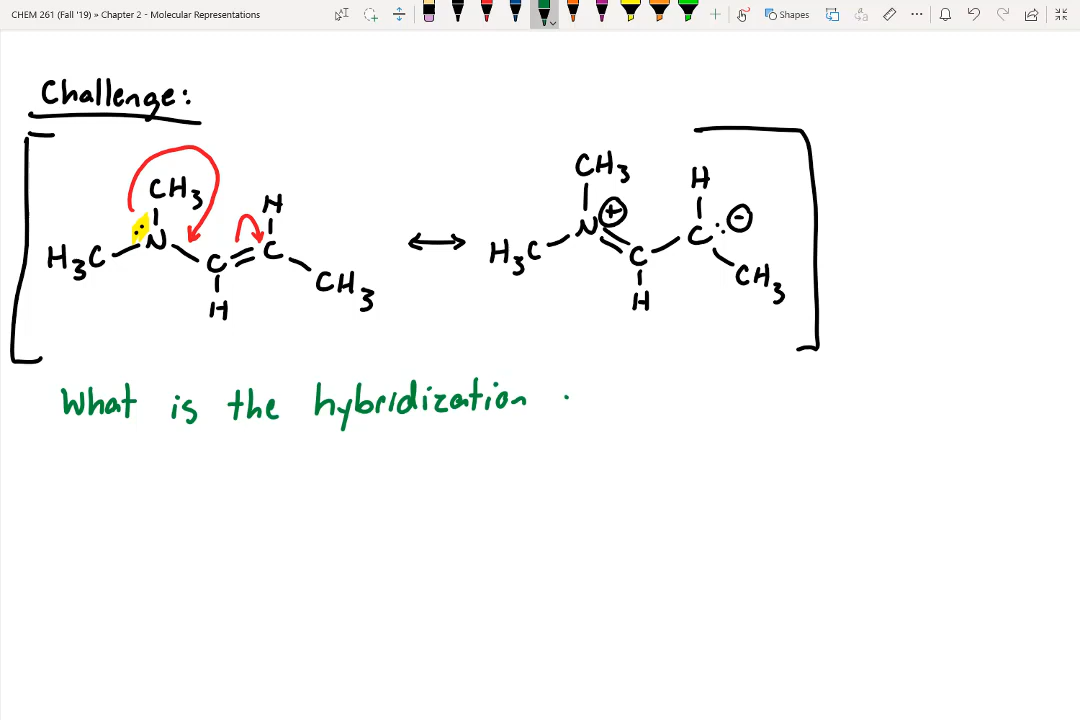 CHEM 261 (Fall '19) » Chapter 2 - Molecular Representations
Shapes
Challenge:
CH3
H
H3C
N
C
C
CH3
H
CH3
H
H3C
N
+
C
C
:
-
CH3
H
What is the hybridization .